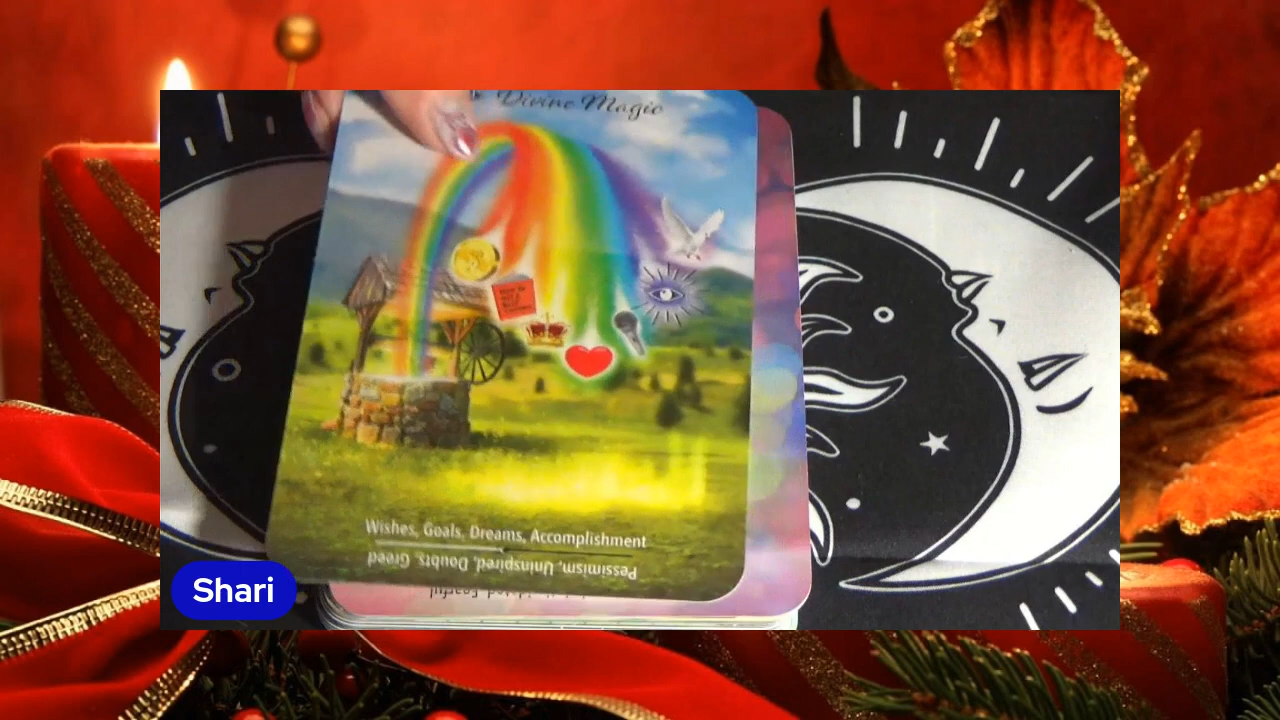 Divine Magic
Wishes, Goals, Dreams, Accomplishment
Pessimism, Uninspired, Doubts, Greed
Shari